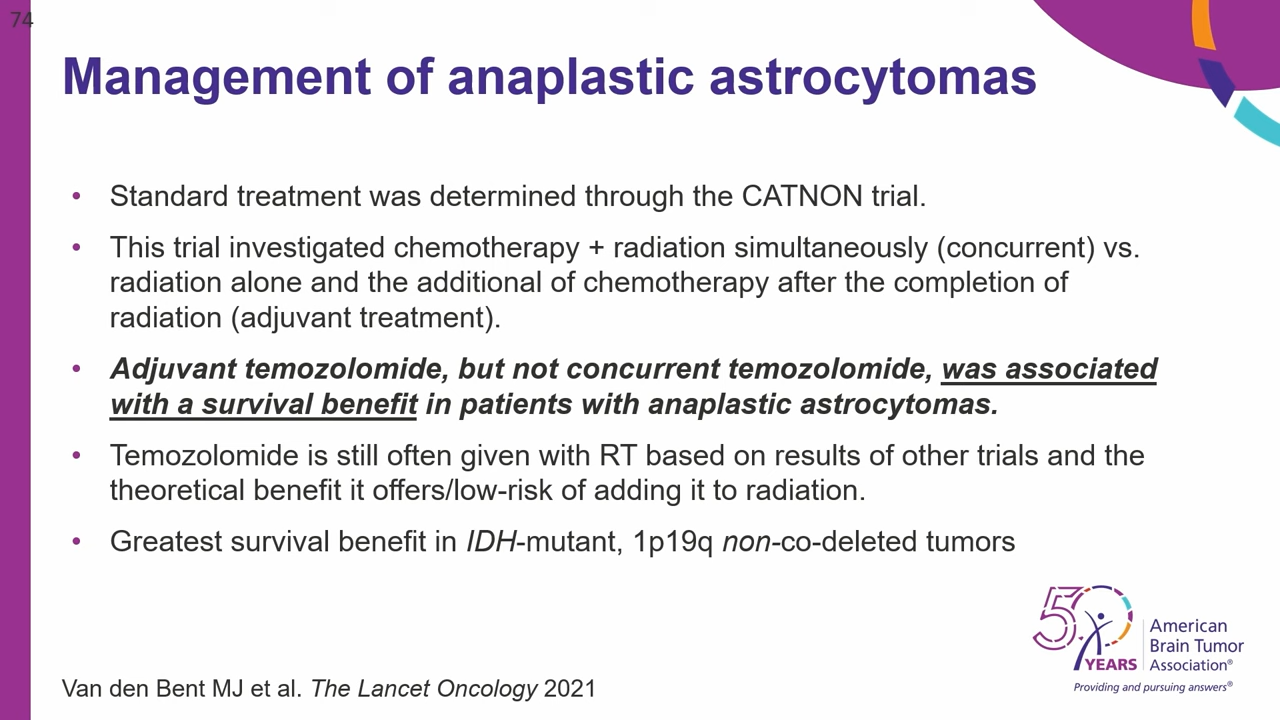 74
Management of anaplastic astrocytomas
• Standard treatment was determined through the CATNON trial.
• This trial investigated chemotherapy + radiation simultaneously (concurrent) vs.
radiation alone and the additional of chemotherapy after the completion of
radiation (adjuvant treatment).
• Adjuvant temozolomide, but not concurrent temozolomide, was associated
with a survival benefit in patients with anaplastic astrocytomas.
• Temozolomide is still often given with RT based on results of other trials and the
theoretical benefit it offers/low-risk of adding it to radiation.
• Greatest survival benefit in IDH-mutant, 1p19q non-co-deleted tumors
50
YEARS
American
Brain Tumor
Association®
Providing and pursuing answers®
Van den Bent MJ et al. The Lancet Oncology 2021